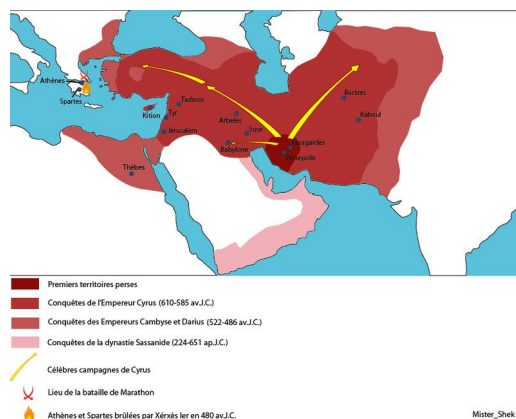 Athènes
Spartes
Kition
Tadmor
Tyr
Jérusalem
Arbeles
Suse
Babylone
Pasargades
Persepolis
Bactres
Kaboul
Thèbes
Premiers territoires perses
Conquêtes de l'Empereur Cyrus (610-585 av.J.C.)
Conquêtes des Empereurs Cambyse et Darius (522-486 av.J.C.)
Conquêtes de la dynastie Sassanide (224-651 ap.J.C.)
Célèbres campagnes de Cyrus
Lieu de la bataille de Marathon
Athènes et Spartes brûlées par Xérxès Ier en 480 av.J.C.
Mister_Shek